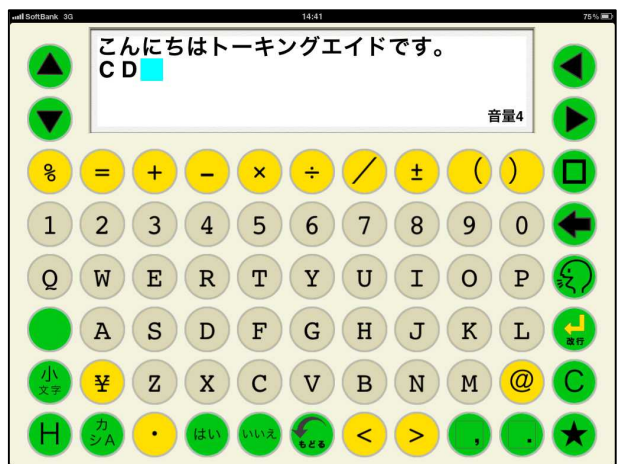 SoftBank 3G 14:41 75%
こんにちはトーキングエイドです。
CD
音量4
% = + − × ÷ / ± ( )
1 2 3 4 5 6 7 8 9 0
Q W E R T Y U I O P
A S D F G H J K L 改行
小文字 ¥ Z X C V B N M @ C
H カシA ・ はい いいえ もどる < > , . ★